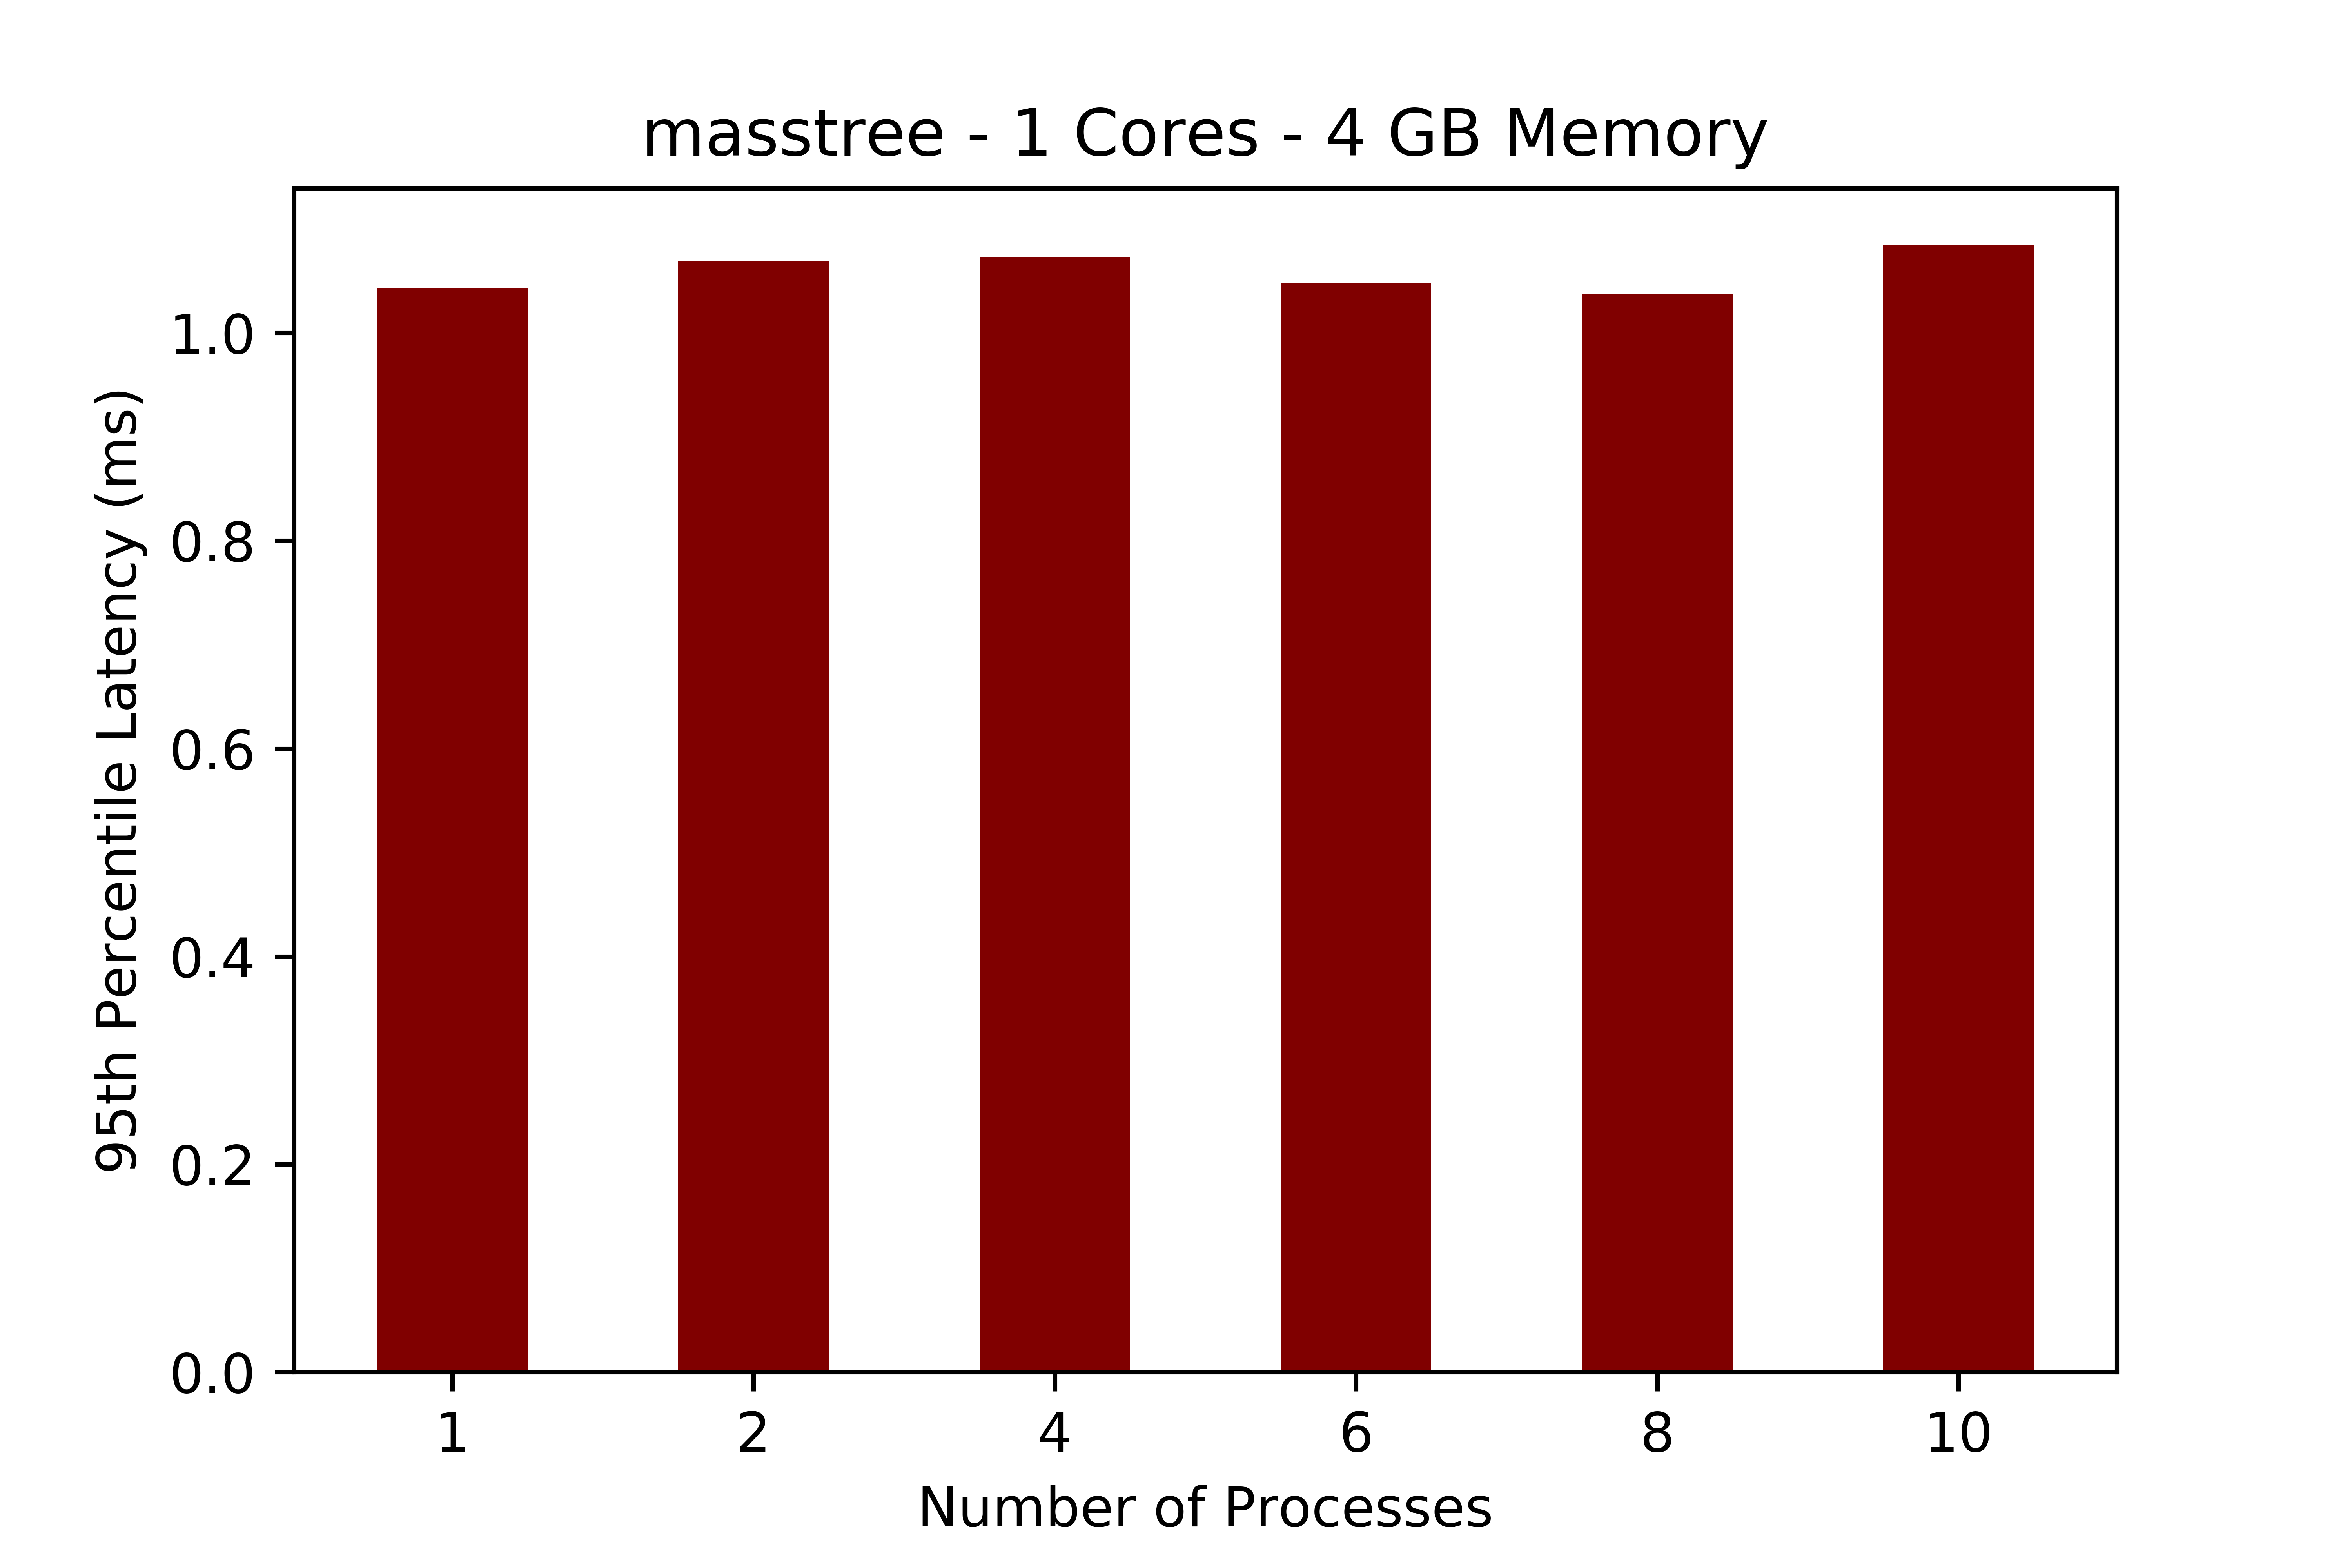 masstree - 1 Cores - 4 GB Memory
95th Percentile Latency (ms)
1.0
0.8
0.6
0.4
0.2
0.0
1 2 4 6 8 10
Number of Processes